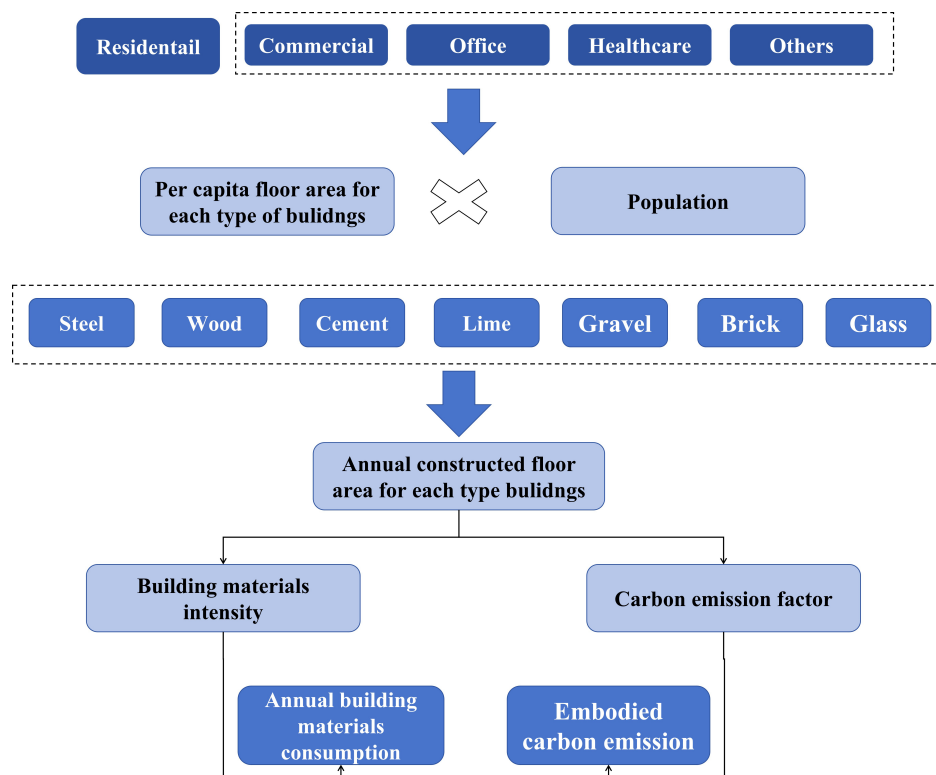 Residentail
Commercial
Office
Healthcare
Others
Per capita floor area for
each type of bulidngs
Population
Steel
Wood
Cement
Lime
Gravel
Brick
Glass
Annual constructed floor
area for each type bulidngs
Building materials
intensity
Carbon emission factor
Annual building
materials
consumption
Embodied
carbon emission